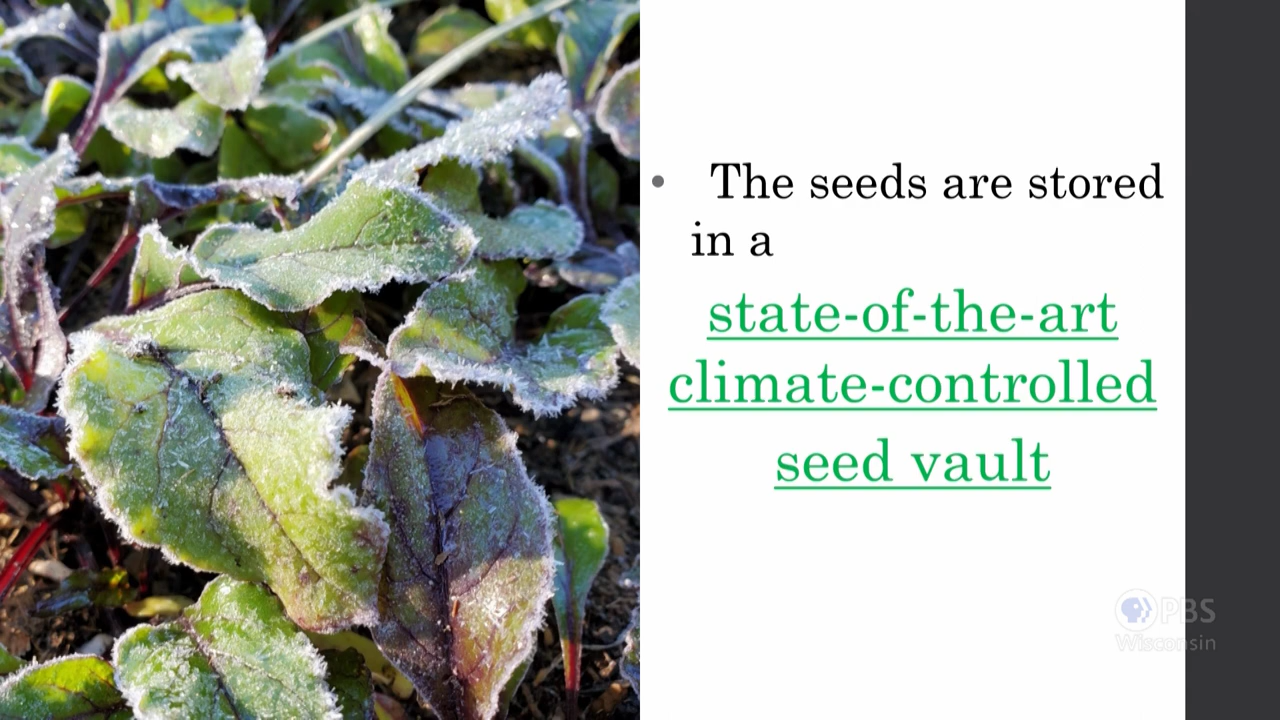 • The seeds are stored
in a
state-of-the-art
climate-controlled
seed vault
PBS
Wisconsin